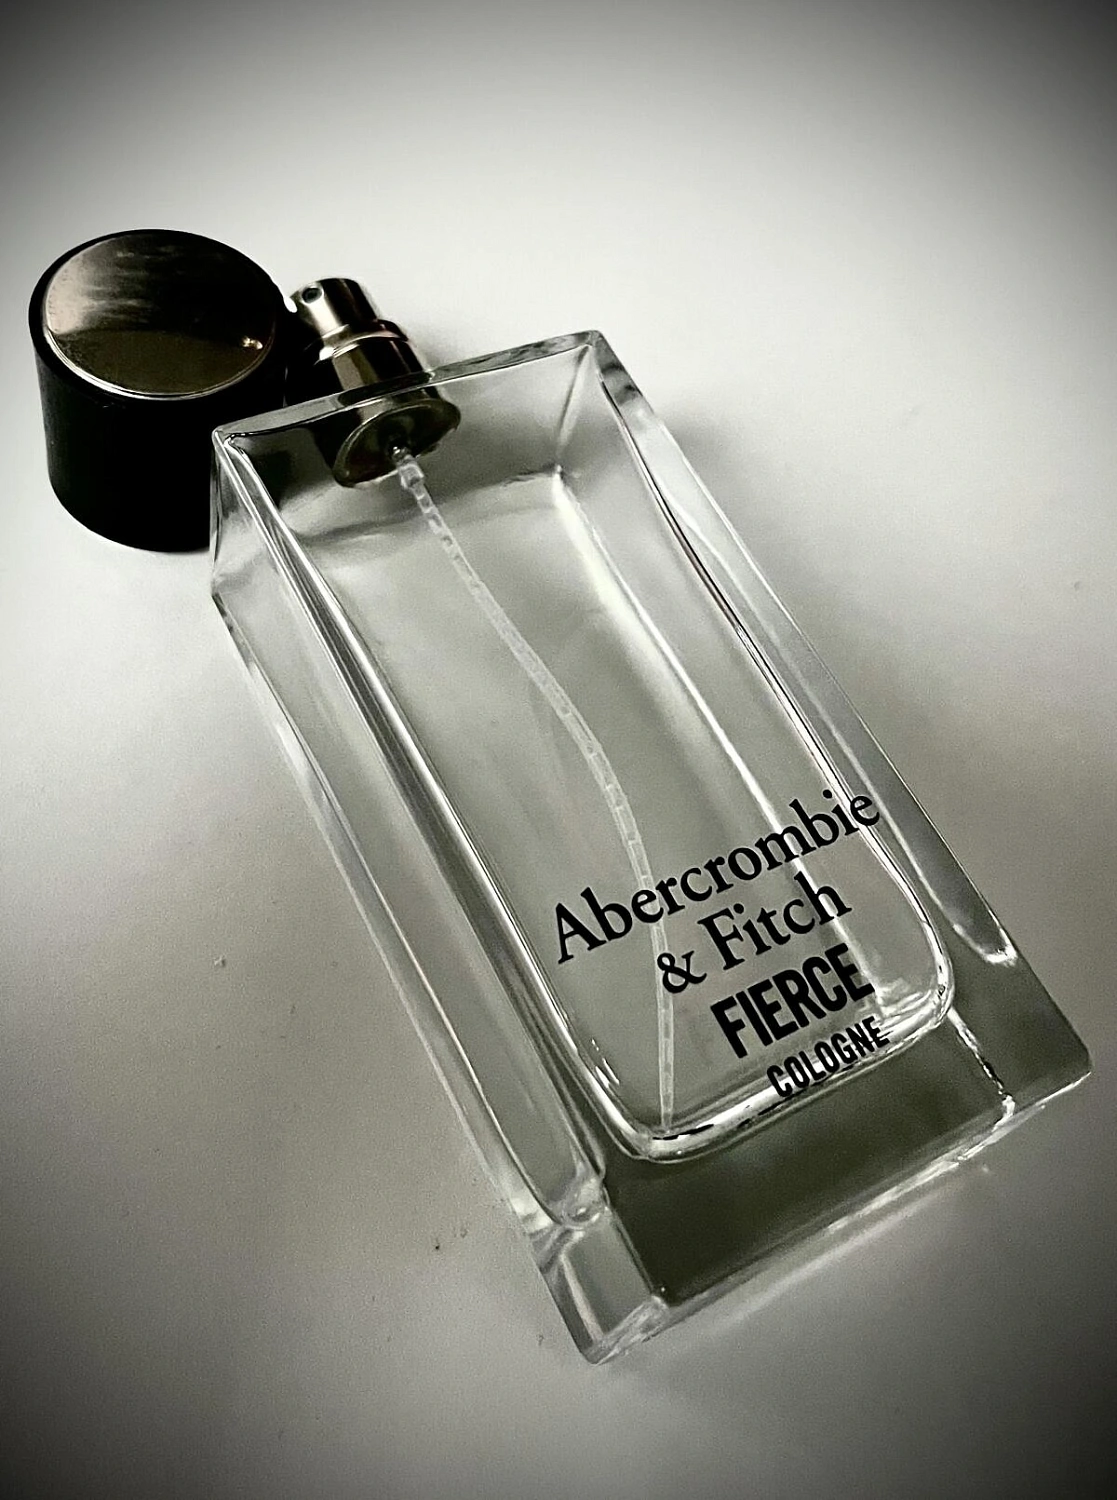 Abercrombie
& Fitch
FIERCE
COLOGNE